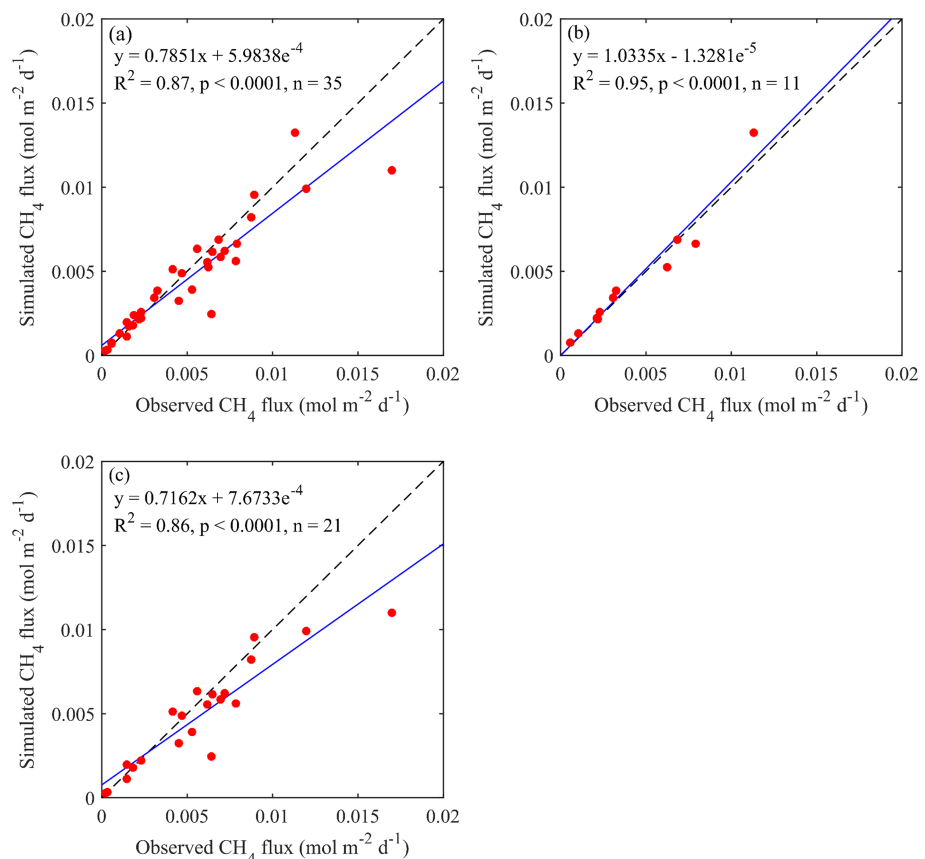 (a)
y = 0.7851x + 5.9838e⁻⁴
R² = 0.87, p < 0.0001, n = 35
Simulated CH₄ flux (mol m⁻² d⁻¹)
0.02
0.015
0.01
0.005
0
0 0.005 0.01 0.015 0.02
Observed CH₄ flux (mol m⁻² d⁻¹)
(b)
y = 1.0335x - 1.3281e⁻⁵
R² = 0.95, p < 0.0001, n = 11
Simulated CH₄ flux (mol m⁻² d⁻¹)
0.02
0.015
0.01
0.005
0
0 0.005 0.01 0.015 0.02
Observed CH₄ flux (mol m⁻² d⁻¹)
(c)
y = 0.7162x + 7.6733e⁻⁴
R² = 0.86, p < 0.0001, n = 21
Simulated CH₄ flux (mol m⁻² d⁻¹)
0.02
0.015
0.01
0.005
0
0 0.005 0.01 0.015 0.02
Observed CH₄ flux (mol m⁻² d⁻¹)